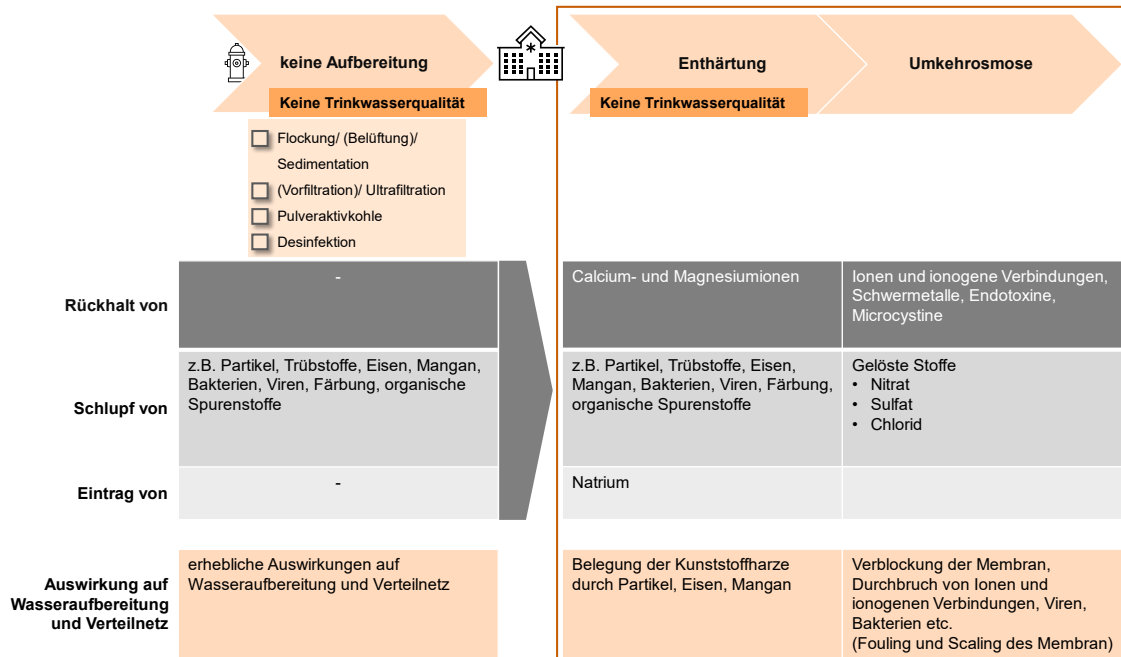 keine Aufbereitung
Enthärtung
Umkehrosmose
Keine Trinkwasserqualität
Keine Trinkwasserqualität
Flockung/ (Belüftung)/
Sedimentation
(Vorfiltration)/ Ultrafiltration
Pulveraktivkohle
Desinfektion
Rückhalt von
-
Calcium- und Magnesiumionen
Ionen und ionogene Verbindungen,
Schwermetalle, Endotoxine,
Microcystine
Schlupf von
z.B. Partikel, Trübstoffe, Eisen, Mangan,
Bakterien, Viren, Färbung, organische
Spurenstoffe
z.B. Partikel, Trübstoffe, Eisen,
Mangan, Bakterien, Viren, Färbung,
organische Spurenstoffe
Gelöste Stoffe
• Nitrat
• Sulfat
• Chlorid
Eintrag von
-
Natrium
Auswirkung auf
Wasseraufbereitung
und Verteilnetz
erhebliche Auswirkungen auf
Wasseraufbereitung und Verteilnetz
Belegung der Kunststoffharze
durch Partikel, Eisen, Mangan
Verblockung der Membran,
Durchbruch von Ionen und
ionogenen Verbindungen, Viren,
Bakterien etc.
(Fouling und Scaling des Membran)